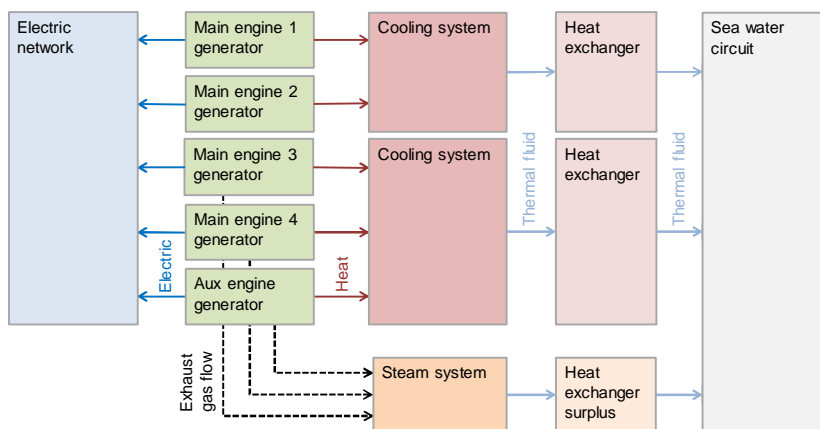 Electric
network
Main engine 1
generator
Cooling system
Heat
exchanger
Sea water
circuit
Main engine 2
generator
Main engine 3
generator
Cooling system
Heat
exchanger
Thermal fluid
Thermal fluid
Main engine 4
generator
Electric
Heat
Aux engine
generator
Exhaust
gas flow
Steam system
Heat
exchanger
surplus